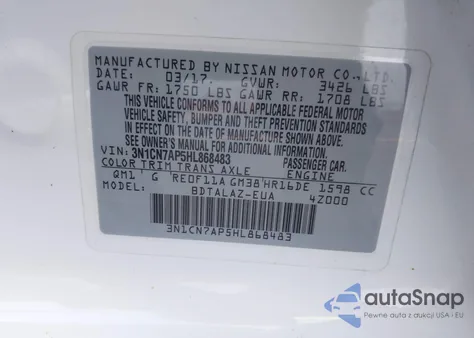 MANUFACTURED BY NISSAN MOTOR CO., LTD.
DATE: 03/17. GVWR: 3426 LBS
GAWR FR: 1750 LBS GAWR RR: 1708 LBS
THIS VEHICLE CONFORMS TO ALL APPLICABLE FEDERAL MOTOR
VEHICLE SAFETY, BUMPER, AND THEFT PREVENTION STANDARDS
IN EFFECT ON THE DATE OF MANUFACTURE SHOWN ABOVE.
SEE OWNER'S MANUAL FOR ADDITIONAL INFORMATION
VIN: 3N1CN7AP5HL868483 PASSENGER CAR.
COLOR TRIM TRANS AXLE ENGINE
QM1 G RE0F11A GM38 HR16DE 1598 CC
MODEL: BDTALAZ-EUA 4Z000
3N1CN7AP5HL868483
autoSnap
Pewne auta z aukcji USA i EU